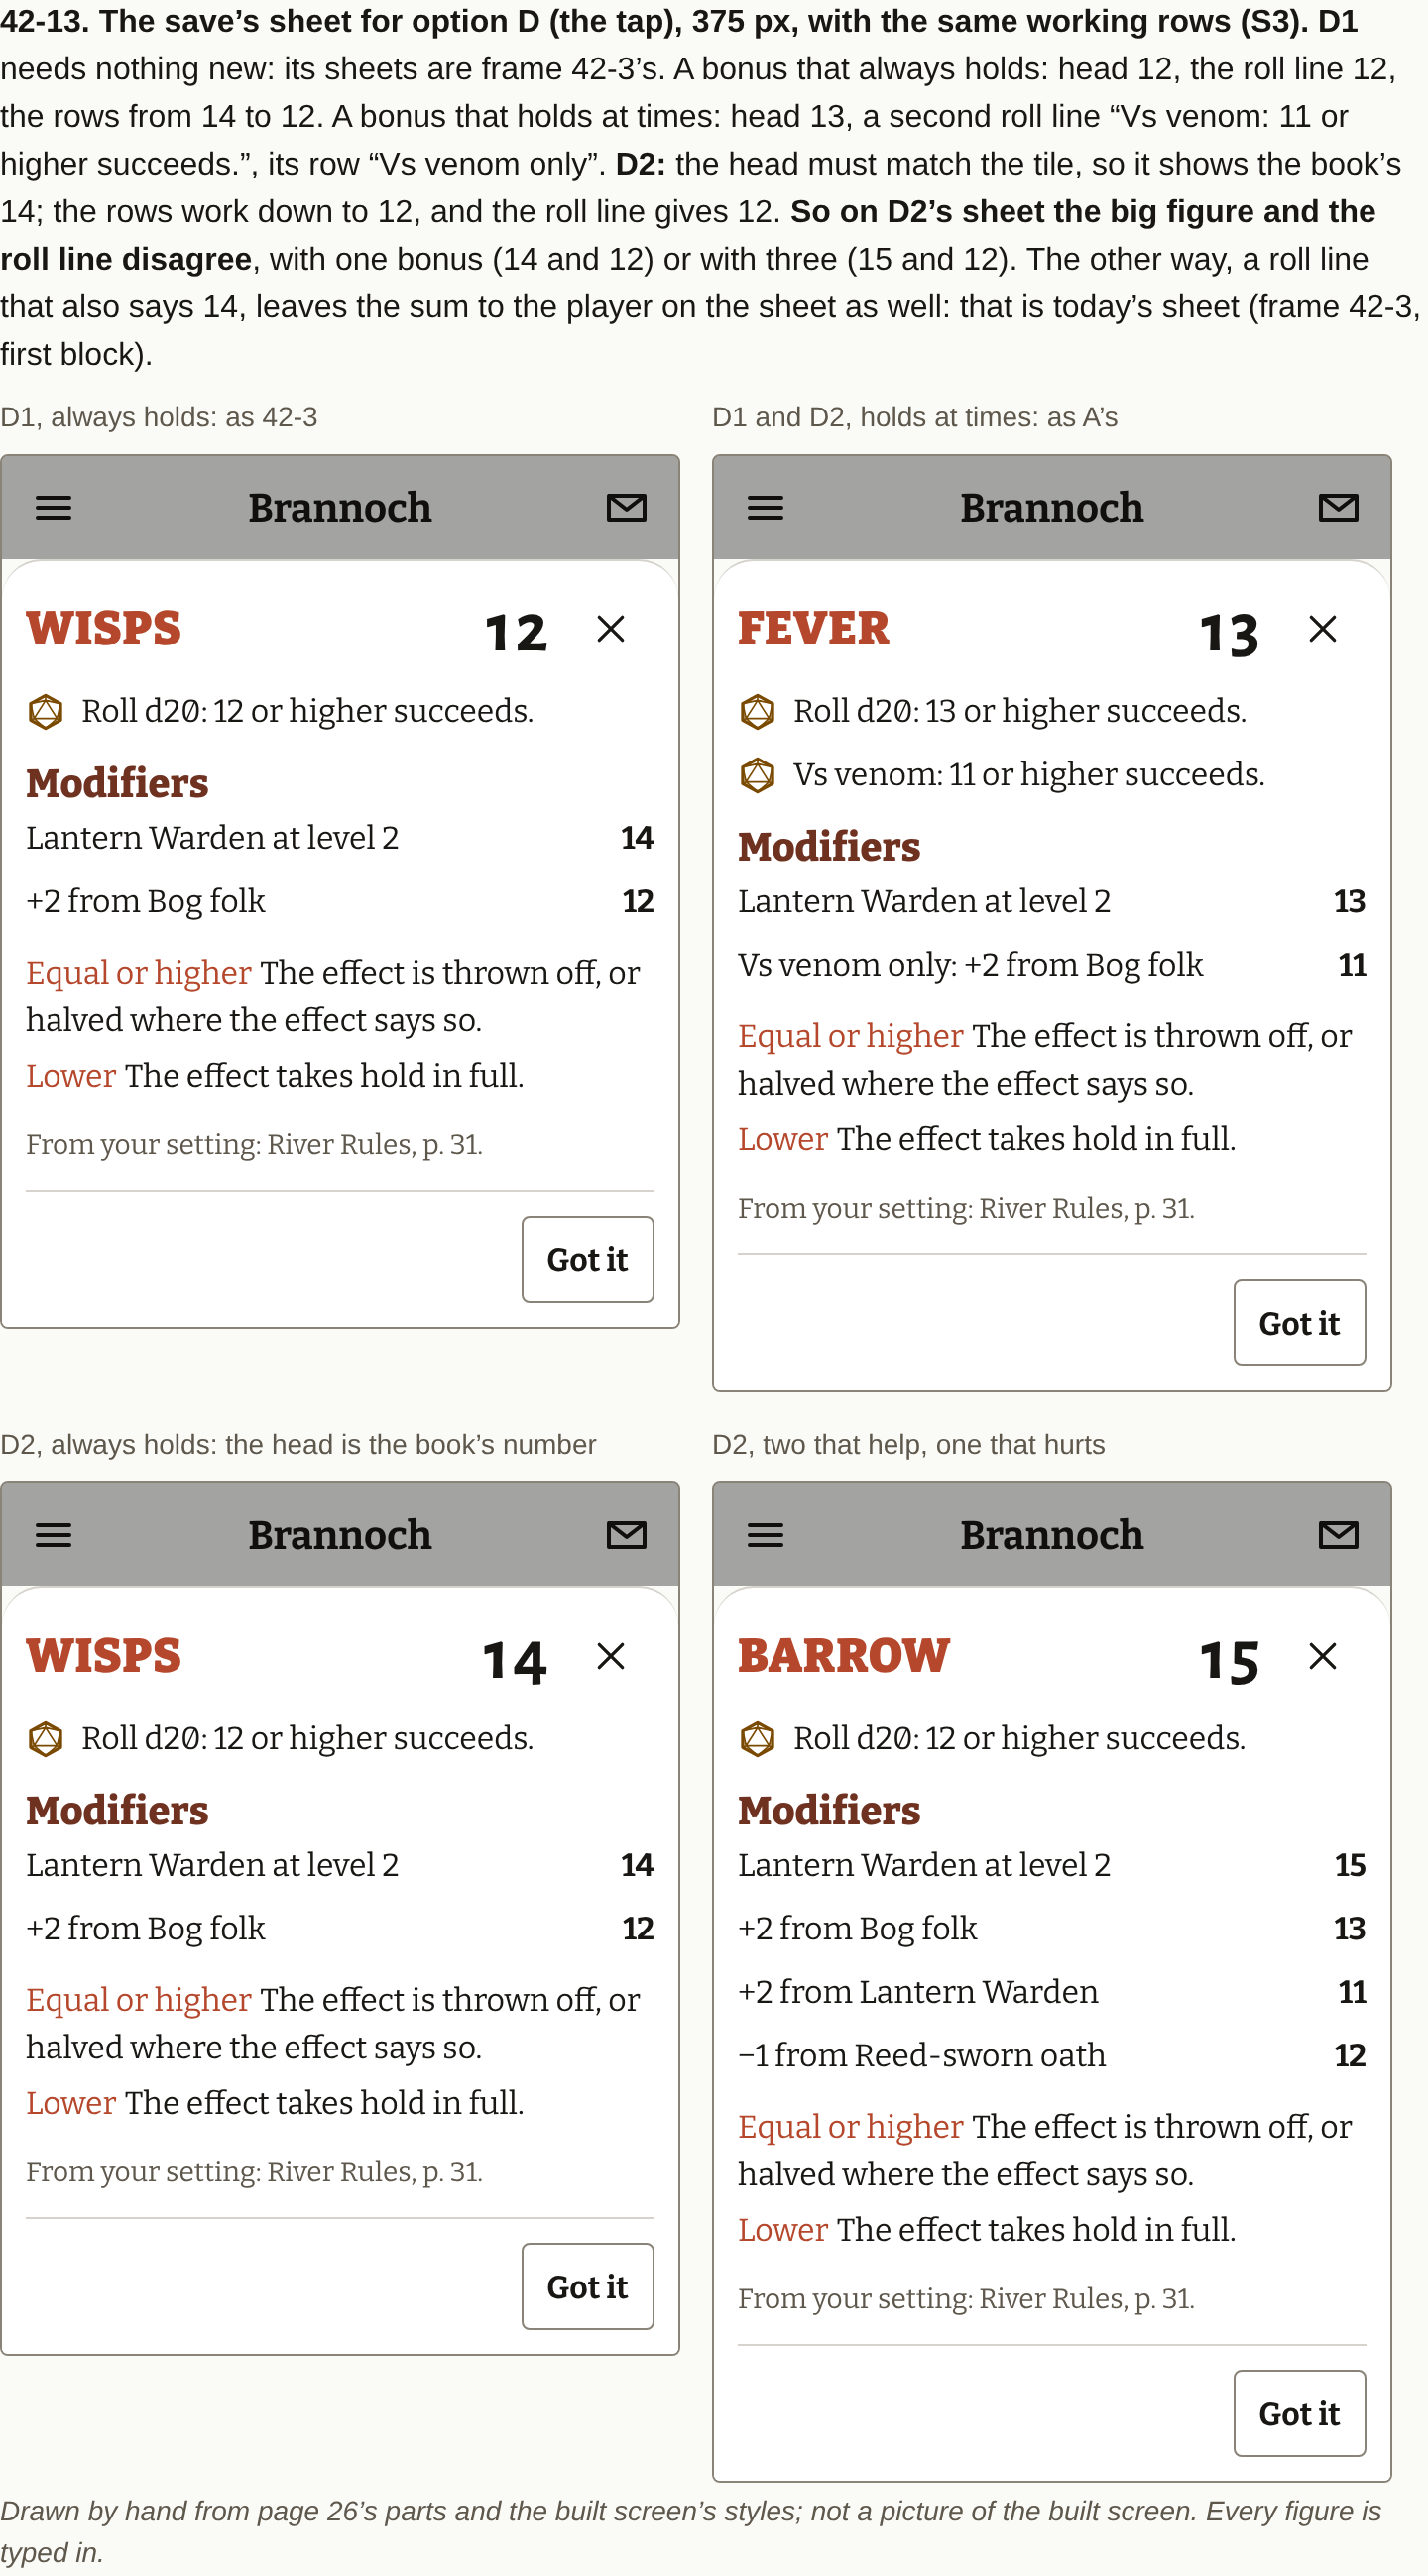 42-13. The save’s sheet for option D (the tap), 375 px, with the same working rows (S3). D1
needs nothing new: its sheets are frame 42-3’s. A bonus that always holds: head 12, the roll line 12,
the rows from 14 to 12. A bonus that holds at times: head 13, a second roll line “Vs venom: 11 or
higher succeeds.”, its row “Vs venom only”. D2: the head must match the tile, so it shows the book’s
14; the rows work down to 12, and the roll line gives 12. So on D2’s sheet the big figure and the
roll line disagree, with one bonus (14 and 12) or with three (15 and 12). The other way, a roll line
that also says 14, leaves the sum to the player on the sheet as well: that is today’s sheet (frame 42-3,
first block).
D1, always holds: as 42-3
Brannoch
WISPS 12
Roll d20: 12 or higher succeeds.
Modifiers
Lantern Warden at level 2 14
+2 from Bog folk 12
Equal or higher The effect is thrown off, or
halved where the effect says so.
Lower The effect takes hold in full.
From your setting: River Rules, p. 31.
Got it
D1 and D2, holds at times: as A’s
Brannoch
FEVER 13
Roll d20: 13 or higher succeeds.
Vs venom: 11 or higher succeeds.
Modifiers
Lantern Warden at level 2 13
Vs venom only: +2 from Bog folk 11
Equal or higher The effect is thrown off, or
halved where the effect says so.
Lower The effect takes hold in full.
From your setting: River Rules, p. 31.
Got it
D2, always holds: the head is the book’s number
Brannoch
WISPS 14
Roll d20: 12 or higher succeeds.
Modifiers
Lantern Warden at level 2 14
+2 from Bog folk 12
Equal or higher The effect is thrown off, or
halved where the effect says so.
Lower The effect takes hold in full.
From your setting: River Rules, p. 31.
Got it
D2, two that help, one that hurts
Brannoch
BARROW 15
Roll d20: 12 or higher succeeds.
Modifiers
Lantern Warden at level 2 15
+2 from Bog folk 13
+2 from Lantern Warden 11
−1 from Reed-sworn oath 12
Equal or higher The effect is thrown off, or
halved where the effect says so.
Lower The effect takes hold in full.
From your setting: River Rules, p. 31.
Got it
Drawn by hand from page 26’s parts and the built screen’s styles; not a picture of the built screen. Every figure is
typed in.